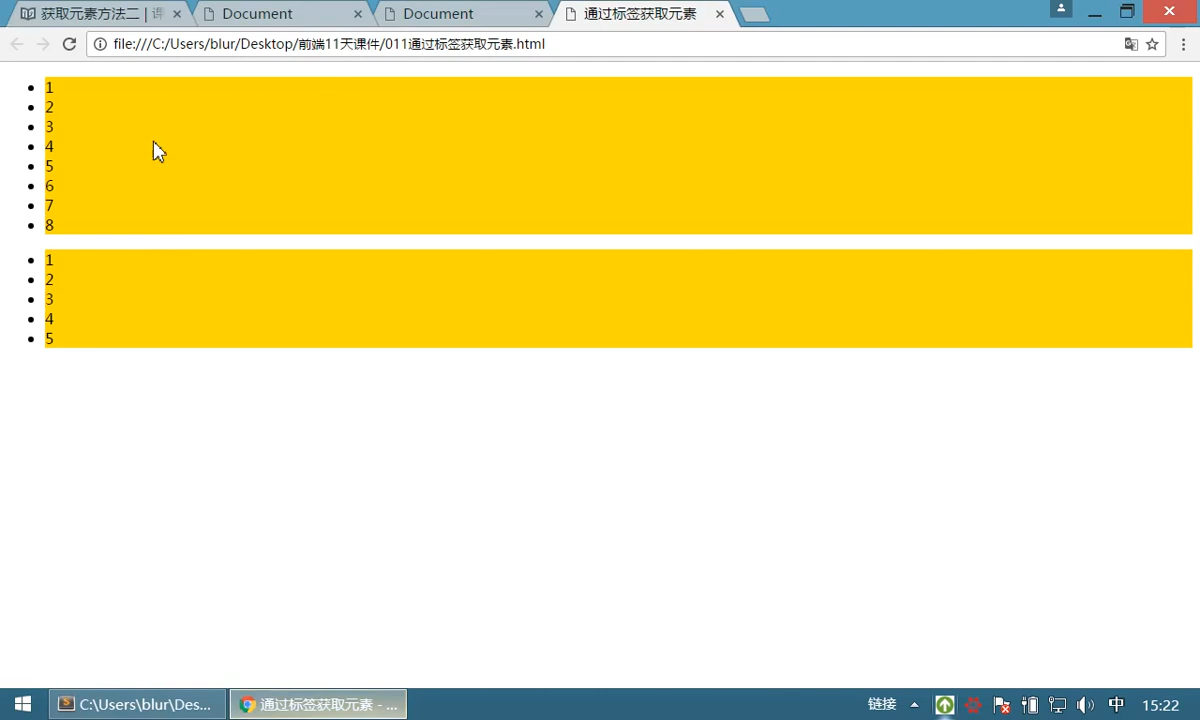 获取元素方法二 | 课
Document
Document
通过标签获取元素
file:///C:/Users/blur/Desktop/前端11天课件/011通过标签获取元素.html
1
2
3
4
5
6
7
8
1
2
3
4
5
C:\Users\blur\Des...
通过标签获取元素 - ...
链接
中
15:22